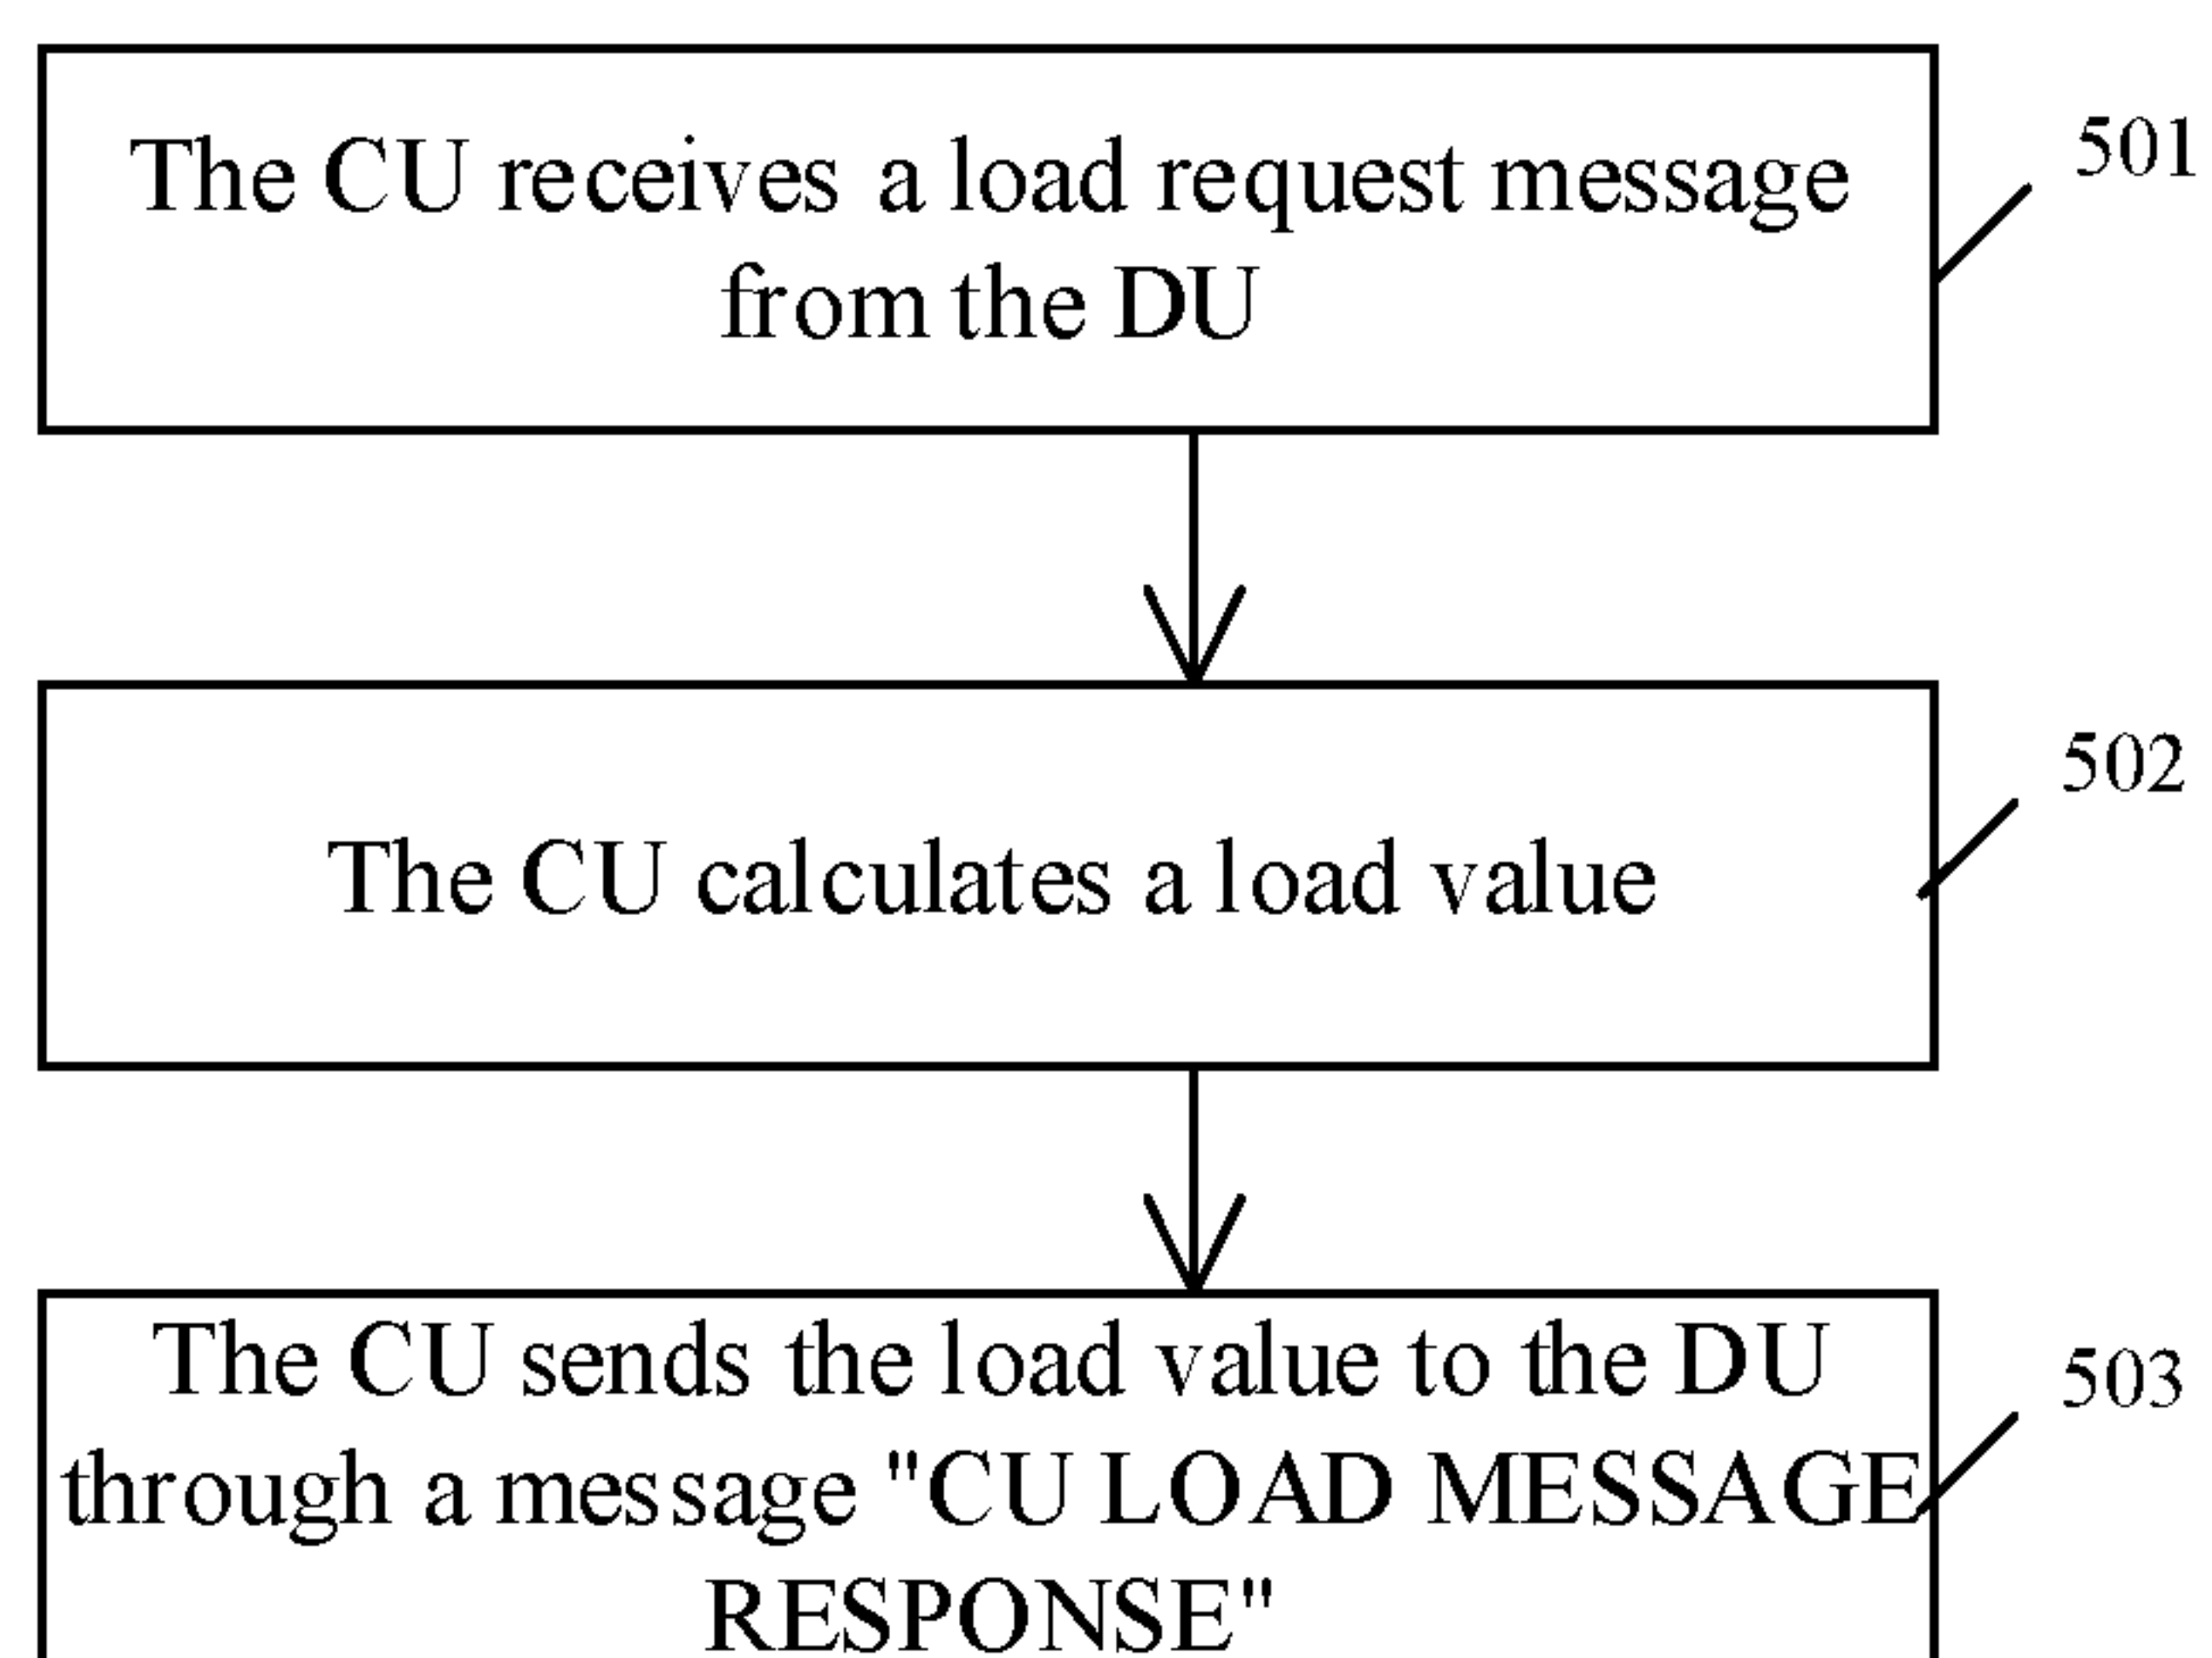 501
The CU receives a load request message
from the DU
502
The CU calculates a load value
503
The CU sends the load value to the DU
through a message "CU LOAD MESSAGE
RESPONSE"